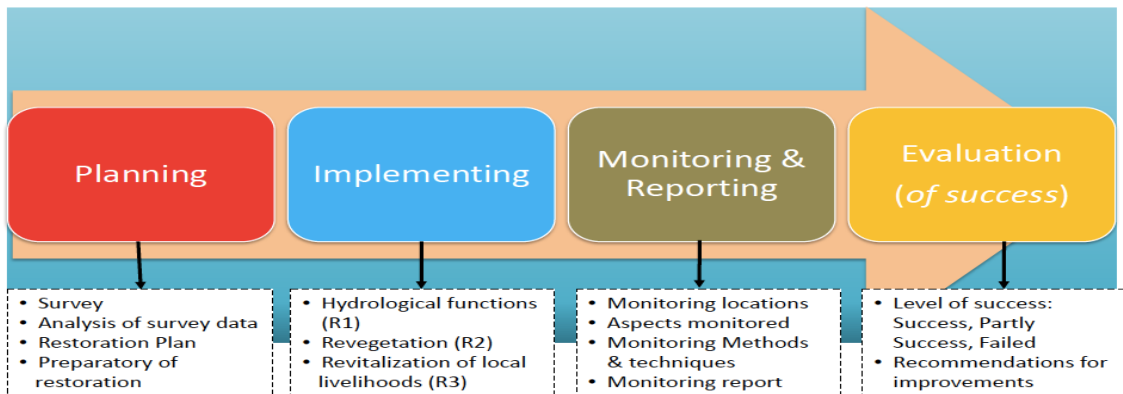 Planning
Implementing
Monitoring &
Reporting
Evaluation
(of success)
• Survey
• Analysis of survey data
• Restoration Plan
• Preparatory of
restoration
• Hydrological functions
(R1)
• Revegetation (R2)
• Revitalization of local
livelihoods (R3)
• Monitoring locations
• Aspects monitored
• Monitoring Methods
& techniques
• Monitoring report
• Level of success:
Success, Partly
Success, Failed
• Recommendations for
improvements